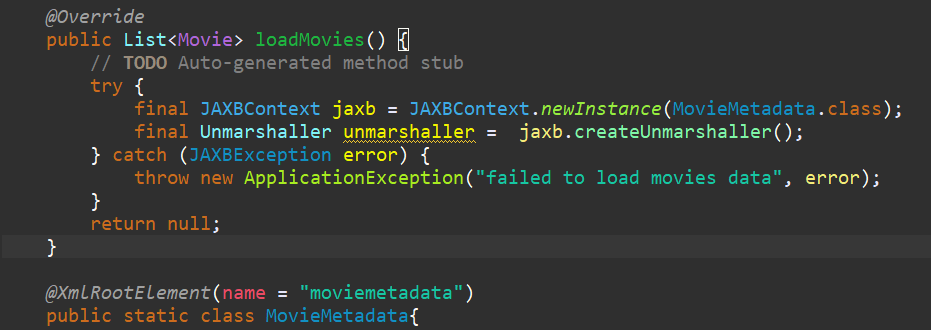 @Override
public List<Movie> loadMovies() {
// TODO Auto-generated method stub
try {
final JAXBContext jaxb = JAXBContext.newInstance(MovieMetadata.class);
final Unmarshaller unmarshaller =  jaxb.createUnmarshaller();
} catch (JAXBException error) {
throw new ApplicationException("failed to load movies data", error);
}
return null;
}
@XmlRootElement(name = "moviemetadata")
public static class MovieMetadata{